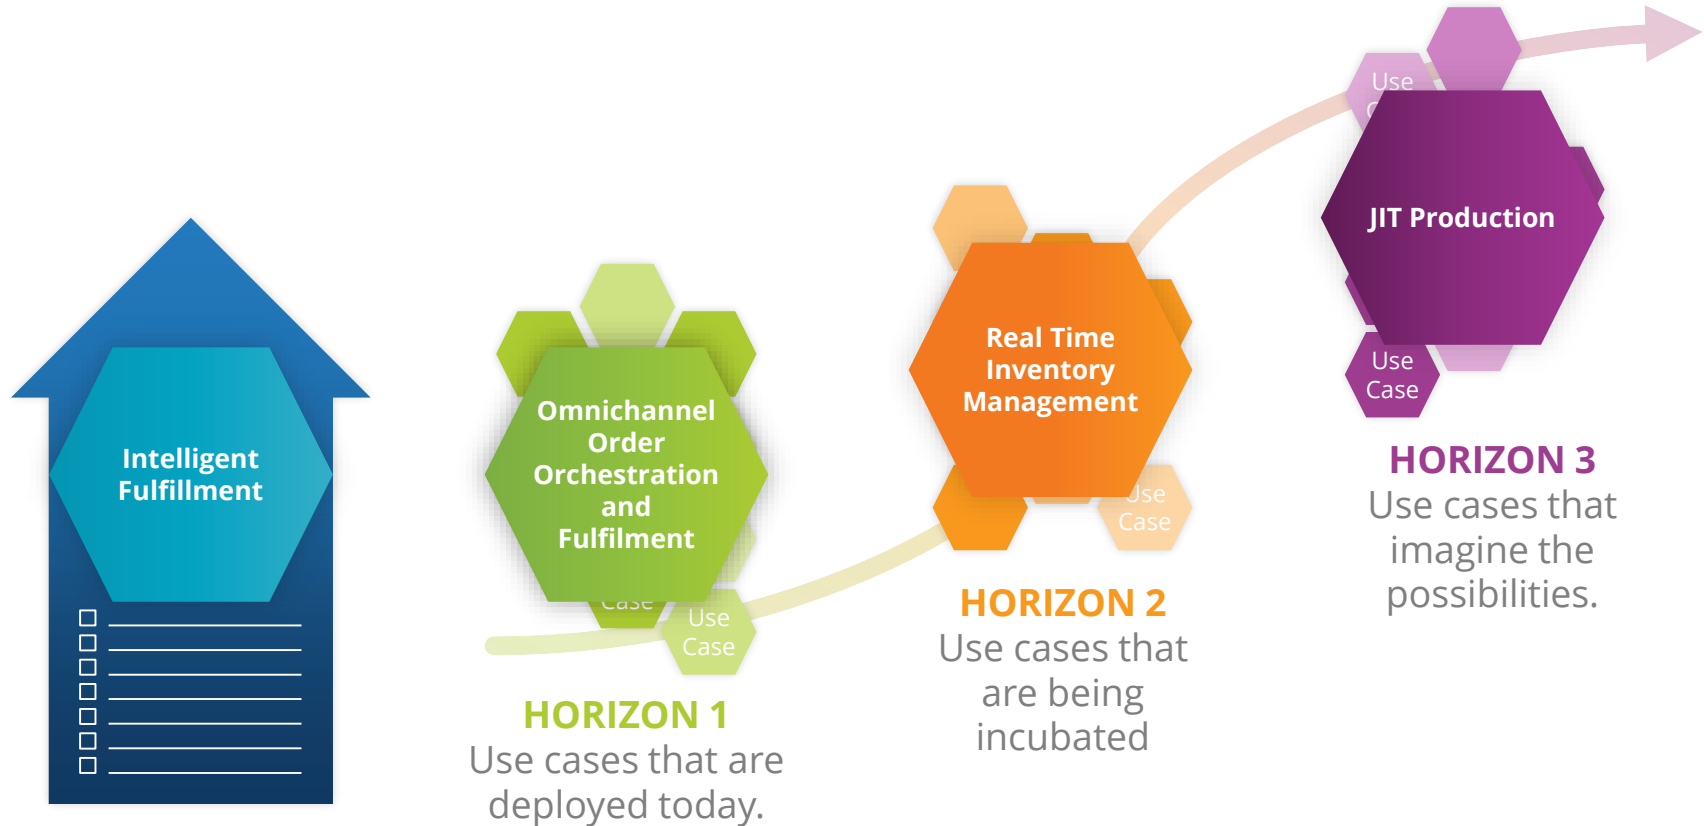 Intelligent
Fulfillment
Omnichannel
Order
Orchestration
and
Fulfilment
Case
Use
Case
HORIZON 1
Use cases that are
deployed today.
Real Time
Inventory
Management
Use
Case
HORIZON 2
Use cases that
are being
incubated
Use
JIT Production
Use
Case
HORIZON 3
Use cases that
imagine the
possibilities.